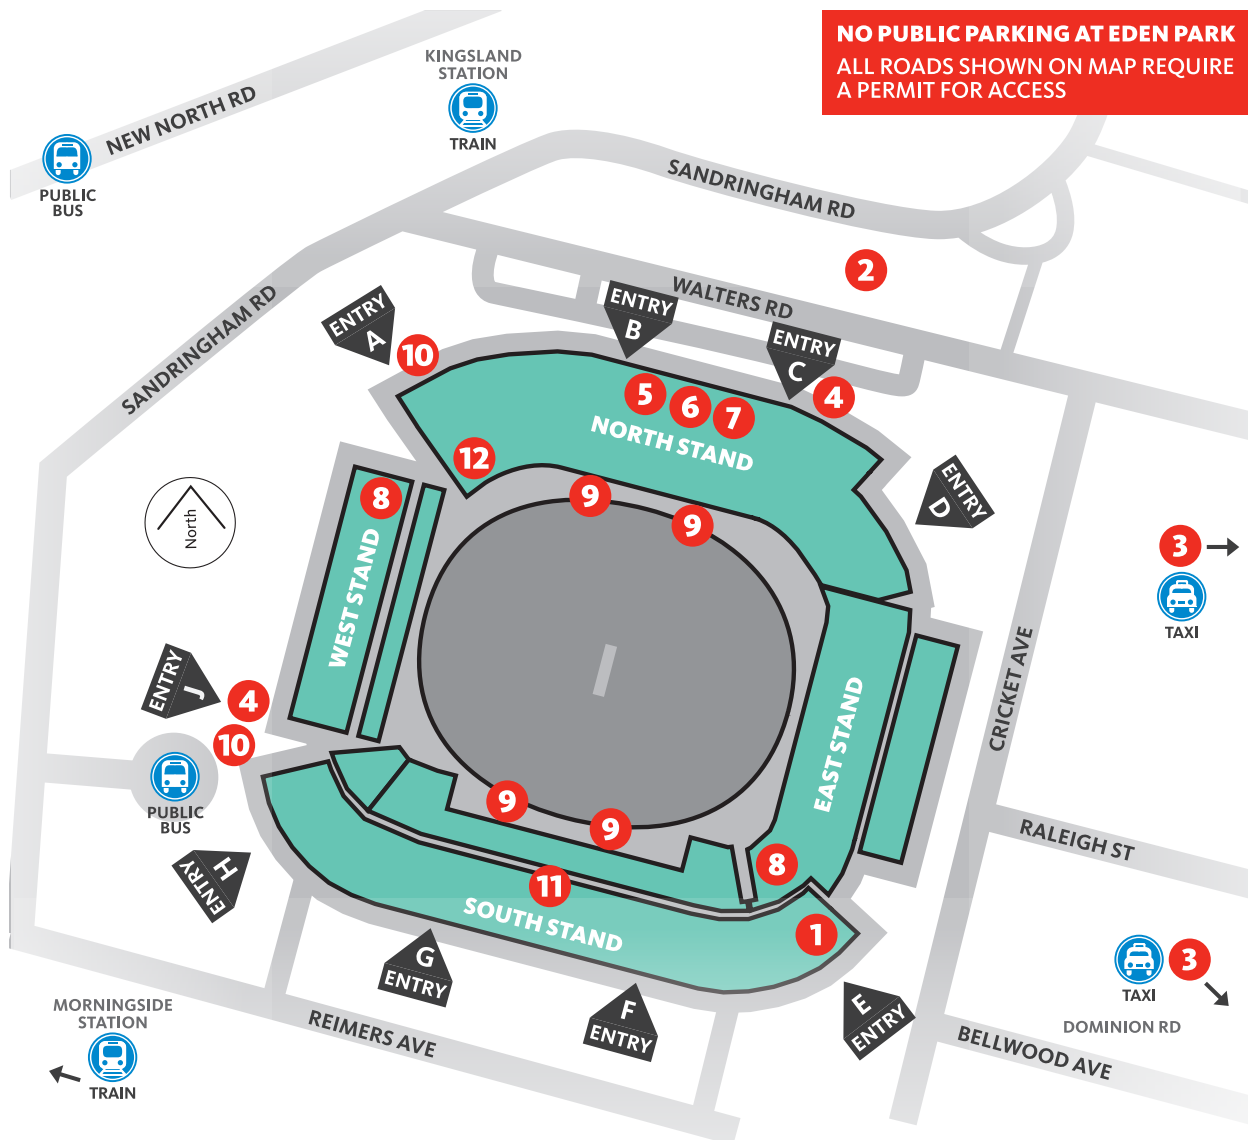 NO PUBLIC PARKING AT EDEN PARK
ALL ROADS SHOWN ON MAP REQUIRE
A PERMIT FOR ACCESS
KINGSLAND
STATION
TRAIN
NEW NORTH RD
PUBLIC
BUS
SANDRINGHAM RD
2
WALTERS RD
SANDRINGHAM RD
ENTRY
A
10
ENTRY
B
ENTRY
C
4
5
6
7
NORTH STAND
12
ENTRY
D
8
9
9
North
WEST STAND
3
TAXI
CRICKET AVE
ENTRY
J
4
10
PUBLIC
BUS
EAST STAND
9
9
8
RALEIGH ST
ENTRY
H
11
SOUTH STAND
1
G
ENTRY
F
ENTRY
E
ENTRY
3
TAXI
DOMINION RD
MORNINGSIDE
STATION
TRAIN
REIMERS AVE
BELLWOOD AVE